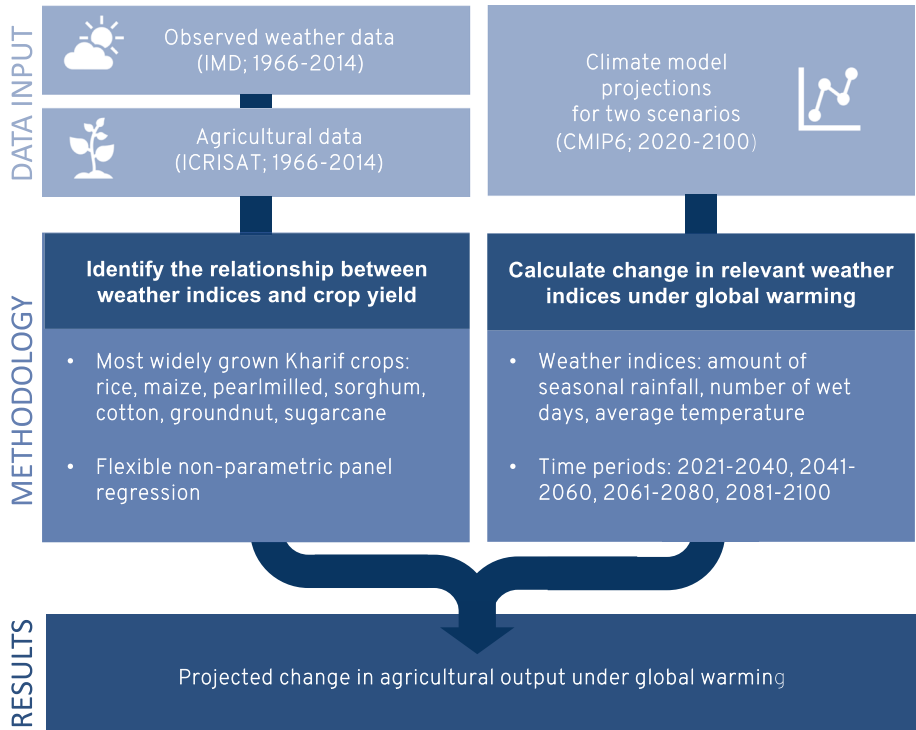 DATA INPUT
Observed weather data
(IMD; 1966-2014)
Agricultural data
(ICRISAT; 1966-2014)
Climate model
projections
for two scenarios
(CMIP6; 2020-2100)
METHODOLOGY
Identify the relationship between
weather indices and crop yield
• Most widely grown Kharif crops:
rice, maize, pearlmilled, sorghum,
cotton, groundnut, sugarcane
• Flexible non-parametric panel
regression
Calculate change in relevant weather
indices under global warming
• Weather indices: amount of
seasonal rainfall, number of wet
days, average temperature
• Time periods: 2021-2040, 2041-
2060, 2061-2080, 2081-2100
RESULTS
Projected change in agricultural output under global warming